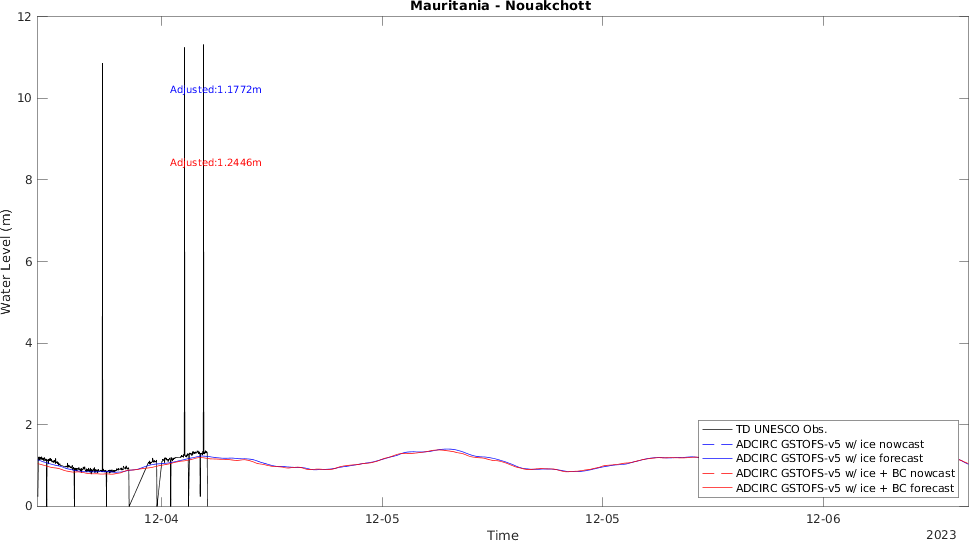 Mauritania - Nouakchott
12
10
8
6
4
2
0
Water Level (m)
Adjusted:1.1772m
Adjusted:1.2446m
TD UNESCO Obs.
ADCIRC GSTOFS-v5 w/ ice nowcast
ADCIRC GSTOFS-v5 w/ ice forecast
ADCIRC GSTOFS-v5 w/ ice + BC nowcast
ADCIRC GSTOFS-v5 w/ ice + BC forecast
12-04
12-05
12-05
12-06
Time
2023